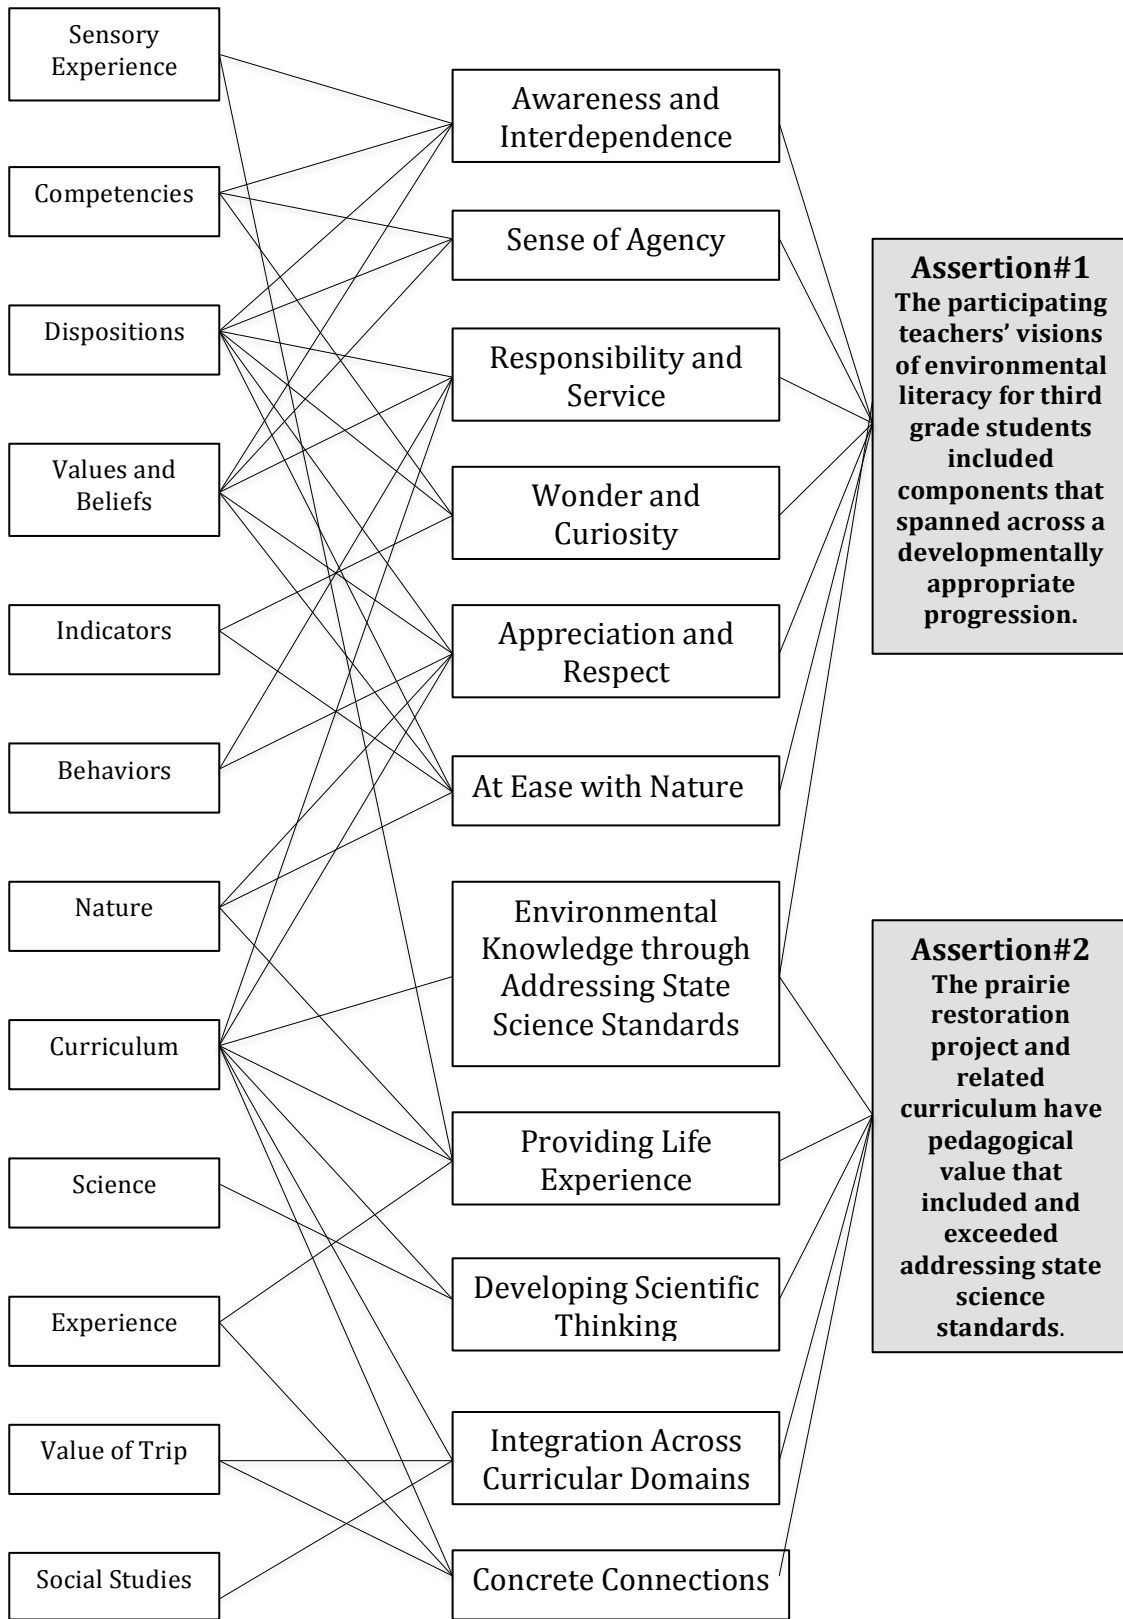 Sensory
Experience
Competencies
Dispositions
Values and
Beliefs
Indicators
Behaviors
Nature
Curriculum
Science
Experience
Value of Trip
Social Studies
Awareness and
Interdependence
Sense of Agency
Responsibility and
Service
Wonder and
Curiosity
Appreciation and
Respect
At Ease with Nature
Environmental
Knowledge through
Addressing State
Science Standards
Providing Life
Experience
Developing Scientific
Thinking
Integration Across
Curricular Domains
Concrete Connections
Assertion#1
The participating
teachers’ visions
of environmental
literacy for third
grade students
included
components that
spanned across a
developmentally
appropriate
progression.
Assertion#2
The prairie
restoration
project and
related
curriculum have
pedagogical
value that
included and
exceeded
addressing state
science
standards.